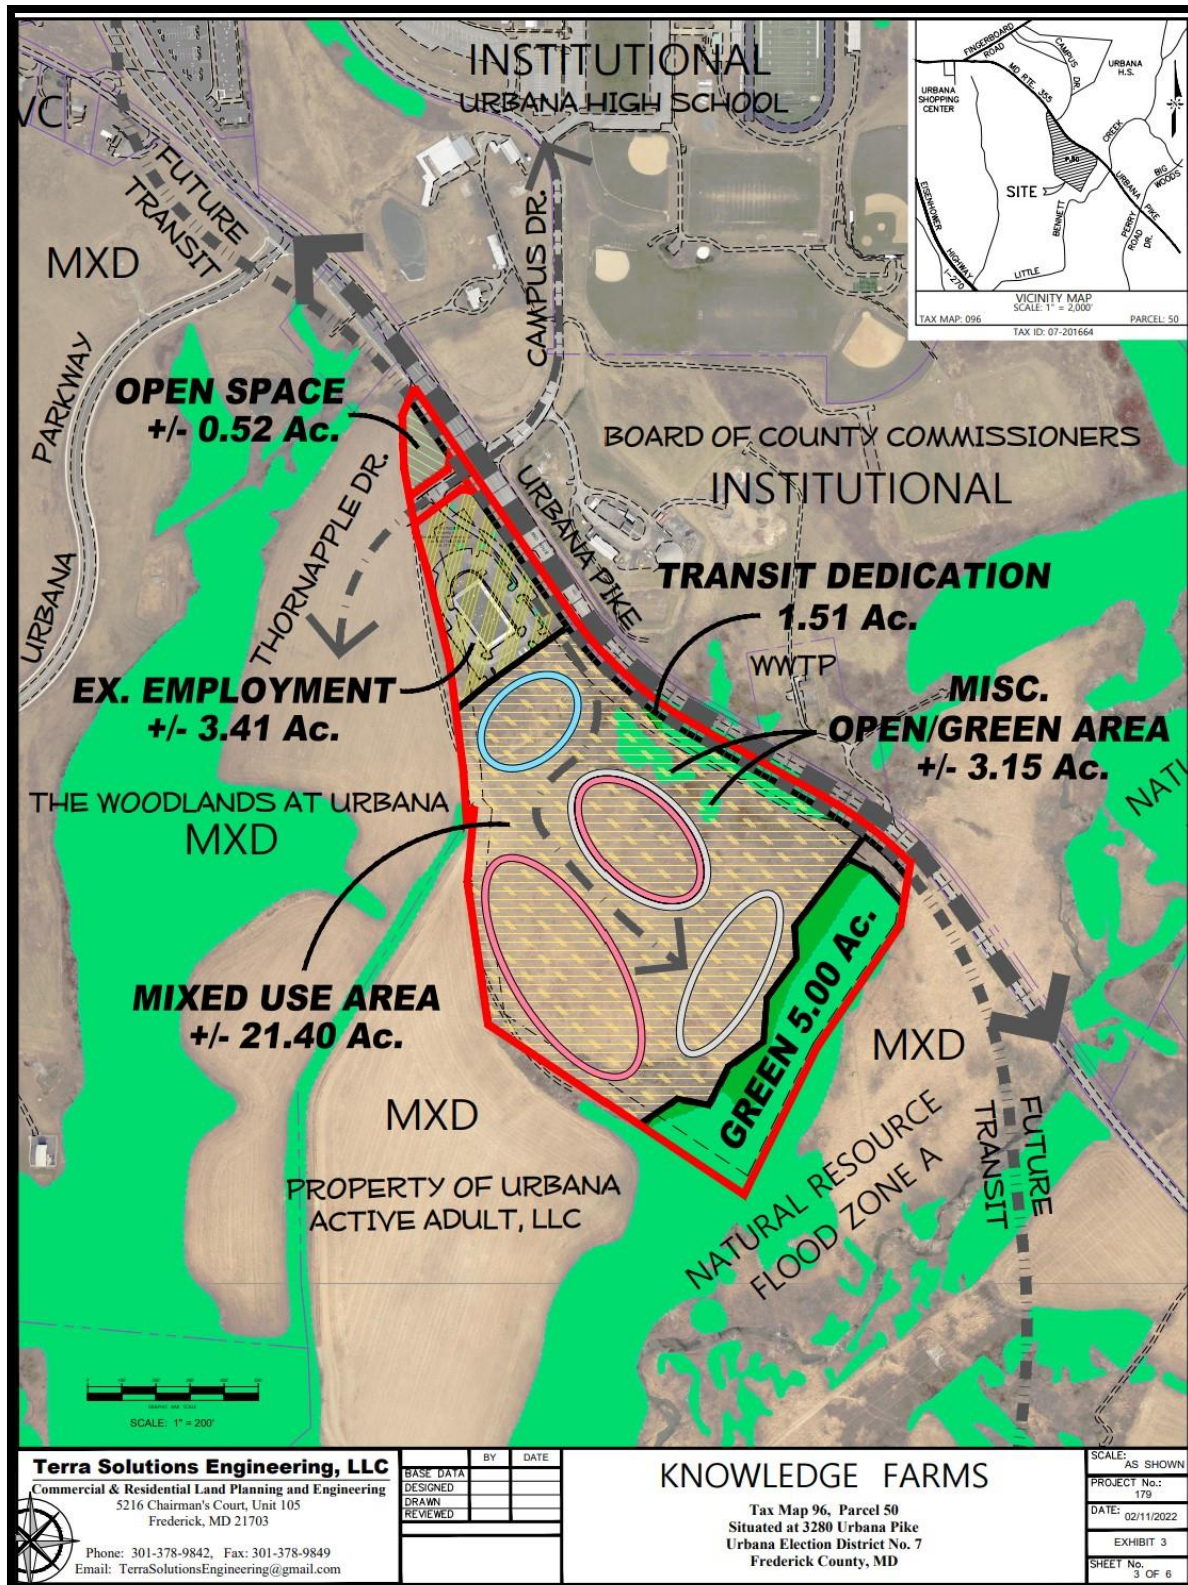 INSTITUTIONAL
URBANA HIGH SCHOOL
FUTURE
TRANSIT
MXD
CAMPUS DR.
URBANA
PARKWAY
OPEN SPACE
+/- 0.52 Ac.
THORNAPPLE DR.
BOARD OF COUNTY COMMISSIONERS
INSTITUTIONAL
URBANA PIKE
TRANSIT DEDICATION
1.51 Ac.
WWTP
EX. EMPLOYMENT
+/- 3.41 Ac.
MISC.
OPEN/GREEN AREA
+/- 3.15 Ac.
THE WOODLANDS AT URBANA
MXD
MIXED USE AREA
+/- 21.40 Ac.
GREEN 5.00 Ac.
MXD
MXD
PROPERTY OF URBANA
ACTIVE ADULT, LLC
NATURAL RESOURCE
FLOOD ZONE A
FUTURE
TRANSIT
FINGERBOARD
ROAD
CAMPUS
DR.
URBANA
H.S.
MD RTE. 355
URBANA
SHOPPING
CENTER
P.50
SITE
CREEK
BENNETT
LITTLE
URBANA
PIKE
BIG
WOODS
PERRY
ROAD
DR.
EISENHOWER
HIGHWAY
I-270
VICINITY MAP
SCALE: 1" = 2,000'
TAX MAP: 096
PARCEL: 50
TAX ID: 07-201664
GRAPHIC BAR SCALE
SCALE: 1" = 200'
Terra Solutions Engineering, LLC
Commercial & Residential Land Planning and Engineering
5216 Chairman's Court, Unit 105
Frederick, MD 21703
Phone: 301-378-9842, Fax: 301-378-9849
Email: TerraSolutionsEngineering@gmail.com
BY DATE
BASE DATA
DESIGNED
DRAWN
REVIEWED
KNOWLEDGE FARMS
Tax Map 96, Parcel 50
Situated at 3280 Urbana Pike
Urbana Election District No. 7
Frederick County, MD
SCALE: AS SHOWN
PROJECT No.:
179
DATE: 02/11/2022
EXHIBIT 3
SHEET No.
3 OF 6